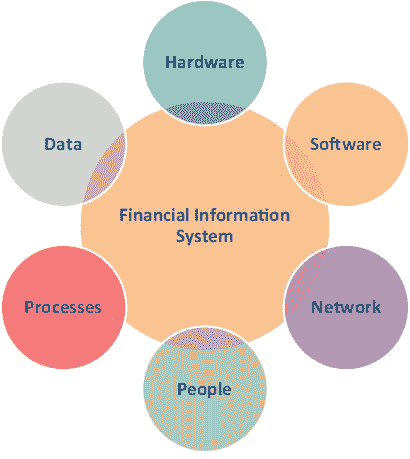 Hardware
Data
Software
Financial Information
System
Processes
Network
People